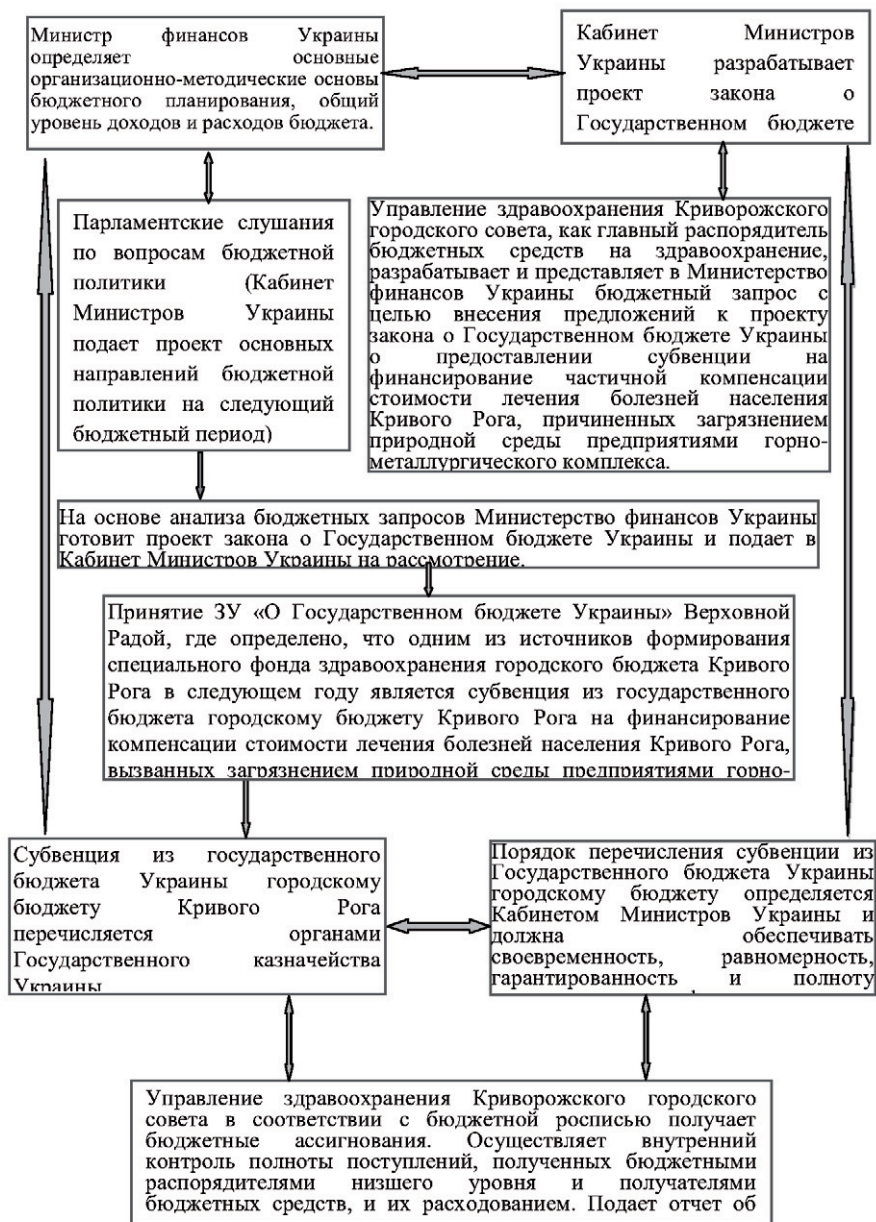 Министр финансов Украины
определяет основные
организационно-методические основы
бюджетного планирования, общий
уровень доходов и расходов бюджета.
Кабинет Министров
Украины разрабатывает
проект закона о
Государственном бюджете
Парламентские слушания
по вопросам бюджетной
политики (Кабинет
Министров Украины
подает проект основных
направлений бюджетной
политики на следующий
бюджетный период)
Управление здравоохранения Криворожского
городского совета, как главный распорядитель
бюджетных средств на здравоохранение,
разрабатывает и представляет в Министерство
финансов Украины бюджетный запрос с
целью внесения предложений к проекту
закона о Государственном бюджете Украины
о предоставлении субвенции на
финансирование частичной компенсации
стоимости лечения болезней населения
Кривого Рога, причиненных загрязнением
природной среды предприятиями горно-
металлургического комплекса.
На основе анализа бюджетных запросов Министерство финансов Украины
готовит проект закона о Государственном бюджете Украины и подает в
Кабинет Министров Украины на рассмотрение.
Принятие ЗУ «О Государственном бюджете Украины» Верховной
Радой, где определено, что одним из источников формирования
специального фонда здравоохранения городского бюджета Кривого
Рога в следующем году является субвенция из государственного
бюджета городскому бюджету Кривого Рога на финансирование
компенсации стоимости лечения болезней населения Кривого Рога,
вызванных загрязнением природной среды предприятиями горно-
Субвенция из государственного
бюджета Украины городскому
бюджету Кривого Рога
перечисляется органами
Государственного казначейства
Украины
Порядок перечисления субвенции из
Государственного бюджета Украины
городскому бюджету определяется
Кабинетом Министров Украины и
должна обеспечивать
своевременность, равномерность,
гарантированность и полноту
Управление здравоохранения Криворожского городского
совета в соответствии с бюджетной росписью получает
бюджетные ассигнования. Осуществляет внутренний
контроль полноты поступлений, полученных бюджетными
распорядителями низшего уровня и получателями
бюджетных средств, и их расходованием. Подает отчет об